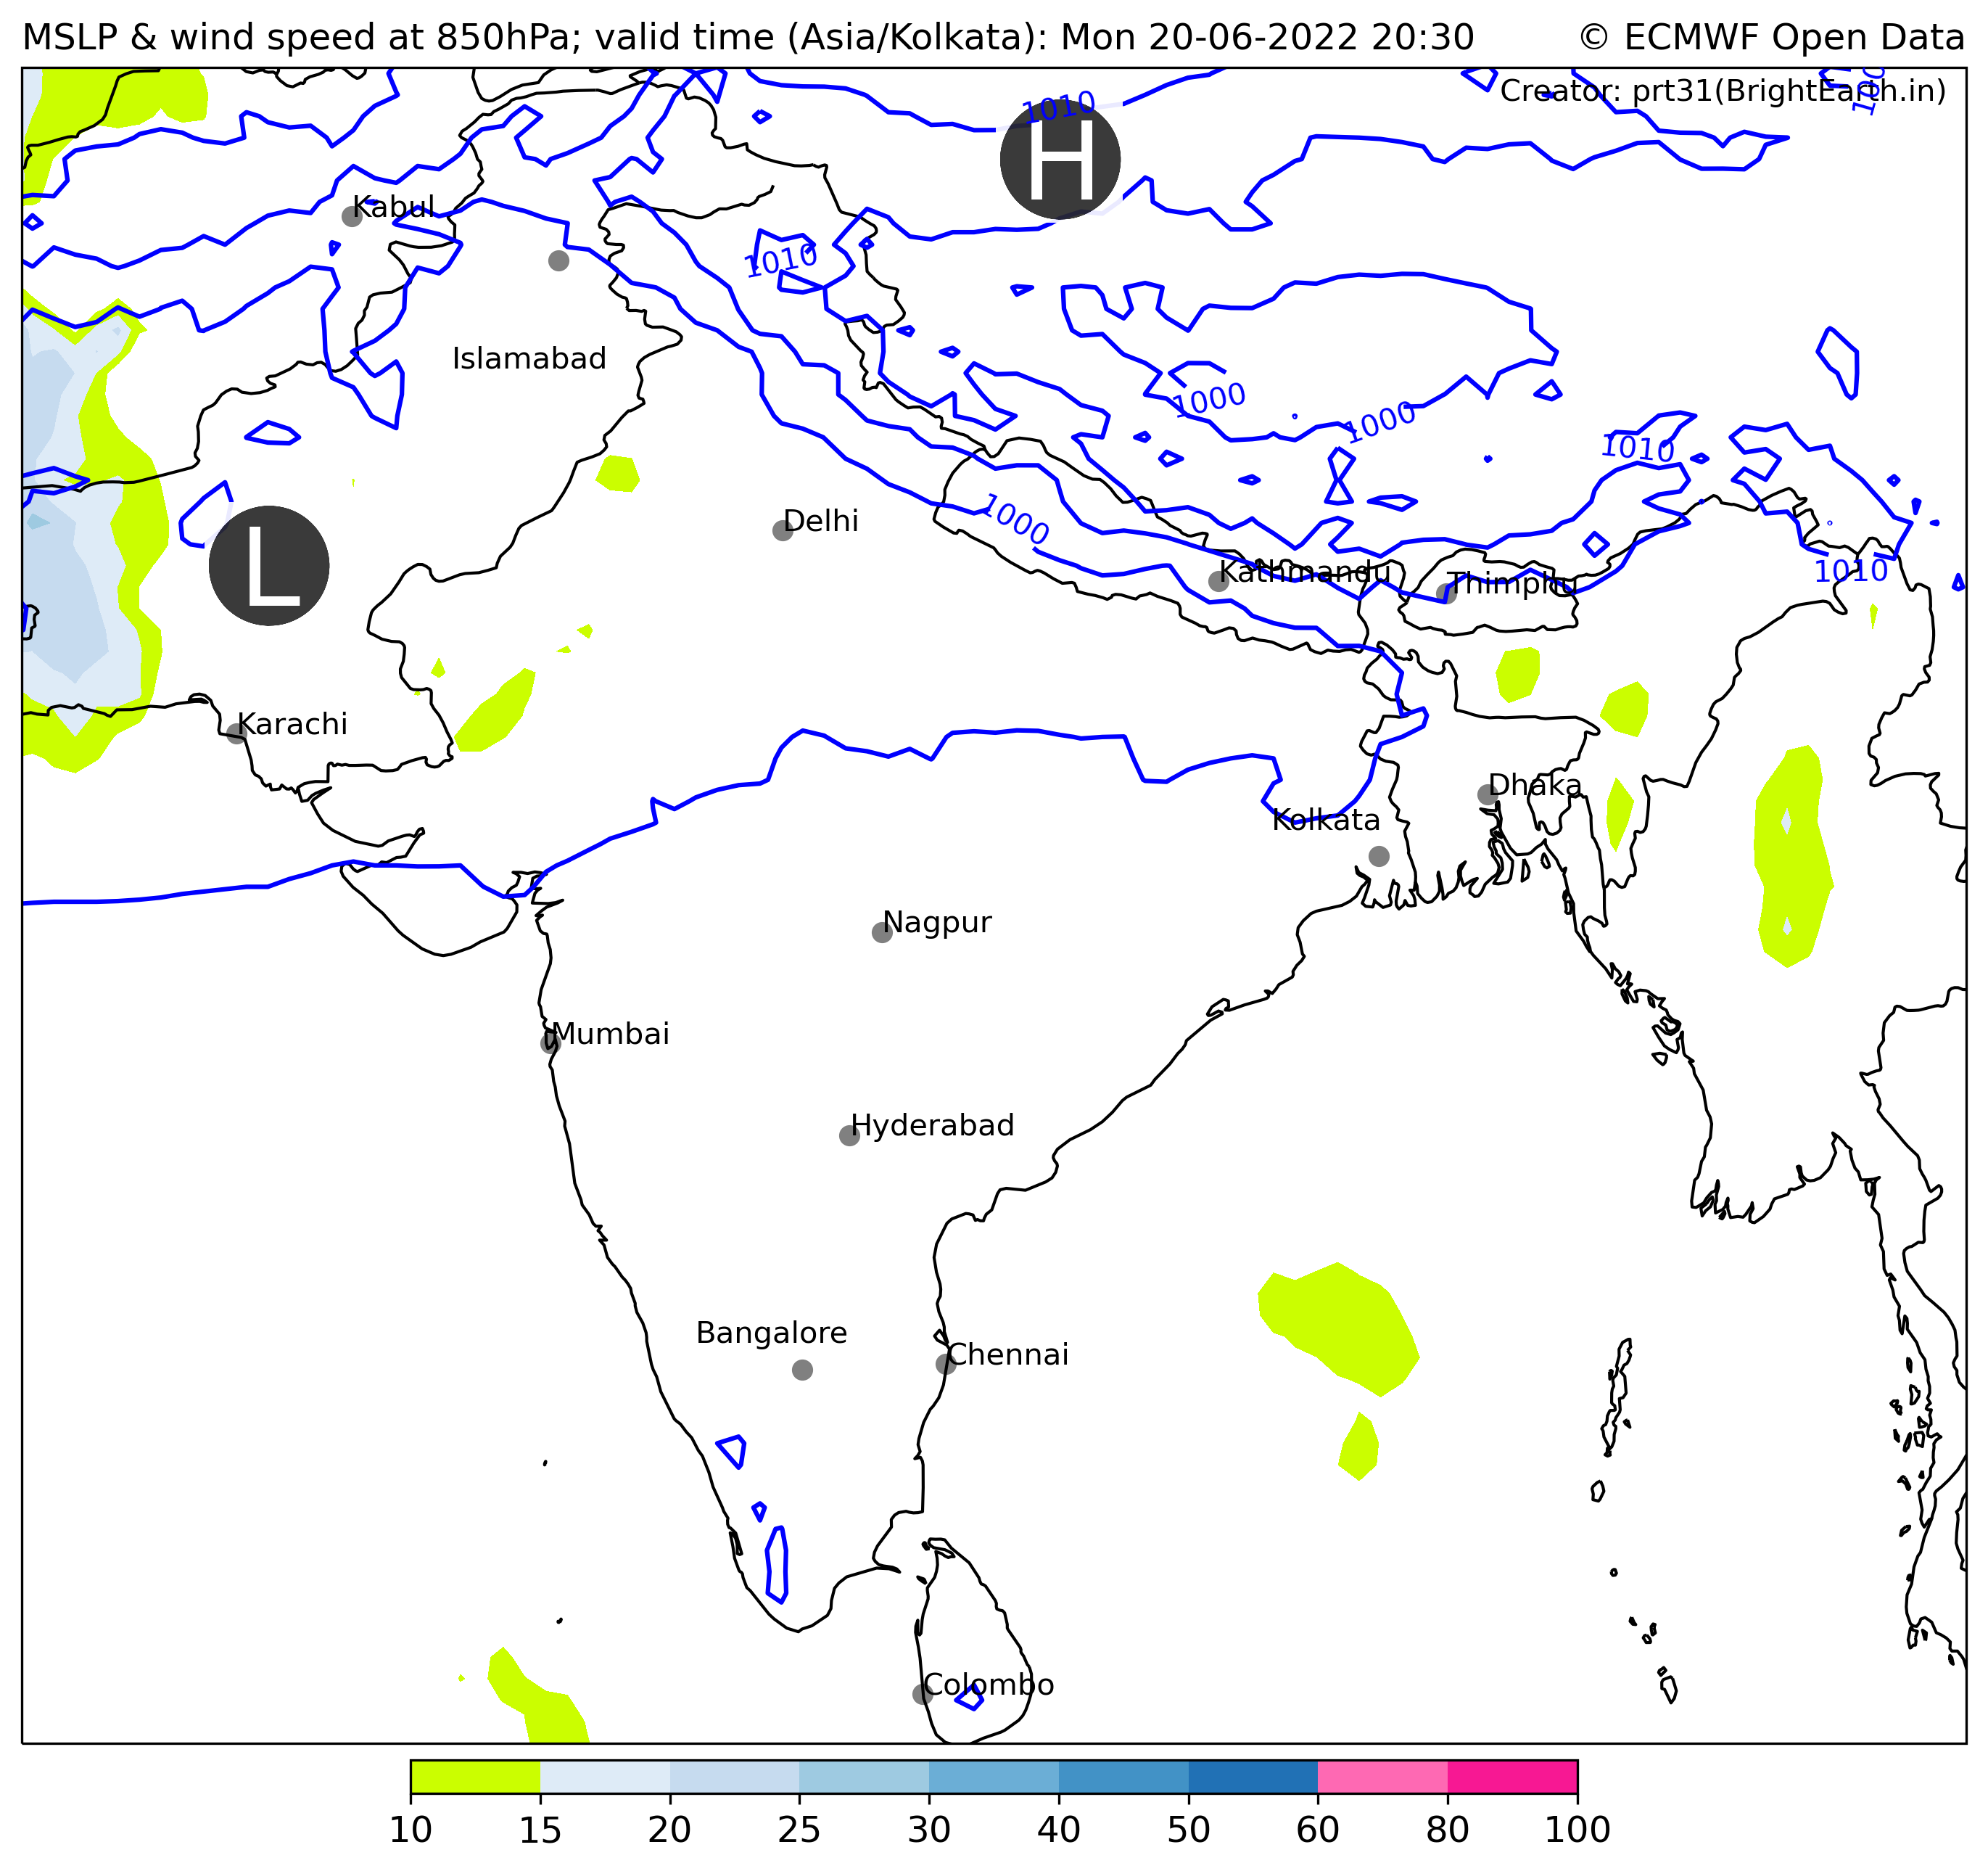 MSLP & wind speed at 850hPa; valid time (Asia/Kolkata): Mon 20-06-2022 20:30 © ECMWF Open Data
Creator: prt31(BrightEarth.in)
1010
H
Kabul
1010
Islamabad
1000
1000
1010
Delhi
1000
L
Kathmandu
Thimphu
1010
Karachi
Dhaka
Kolkata
Nagpur
Mumbai
Hyderabad
Bangalore
Chennai
Colombo
10 15 20 25 30 40 50 60 80 100